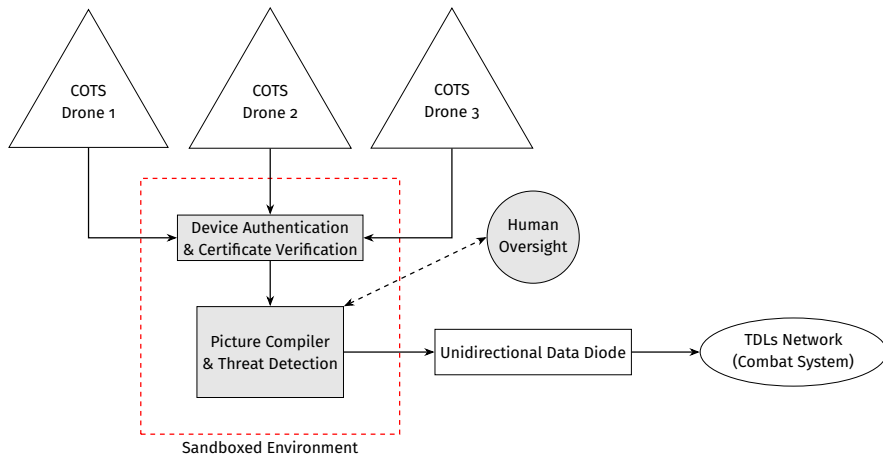 COTS
Drone 1
COTS
Drone 2
COTS
Drone 3
Device Authentication
& Certificate Verification
Human
Oversight
Picture Compiler
& Threat Detection
Unidirectional Data Diode
TDLs Network
(Combat System)
Sandboxed Environment